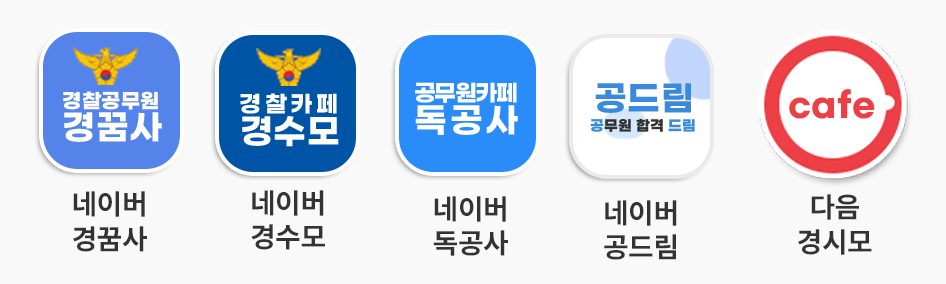 경찰공무원
경꿈사
네이버
경꿈사
경찰카페
경수모
네이버
경수모
공무원카페
독공사
네이버
독공사
공드림
공무원 합격 드림
네이버
공드림
cafe
다음
경시모